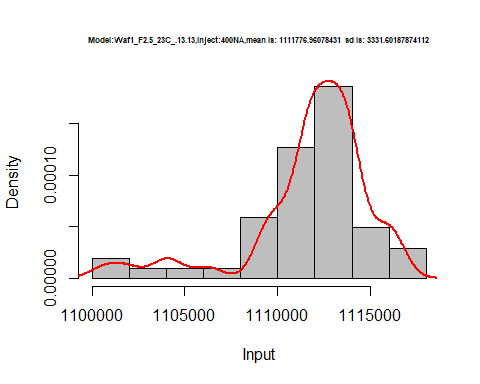 Model:Waf1_F2.5_23C_.13.13,Inject:400NA,mean is: 1111776.96078431  sd is: 3331.60187874112
Density
0.00010
0.00000
1100000 1105000 1110000 1115000
Input